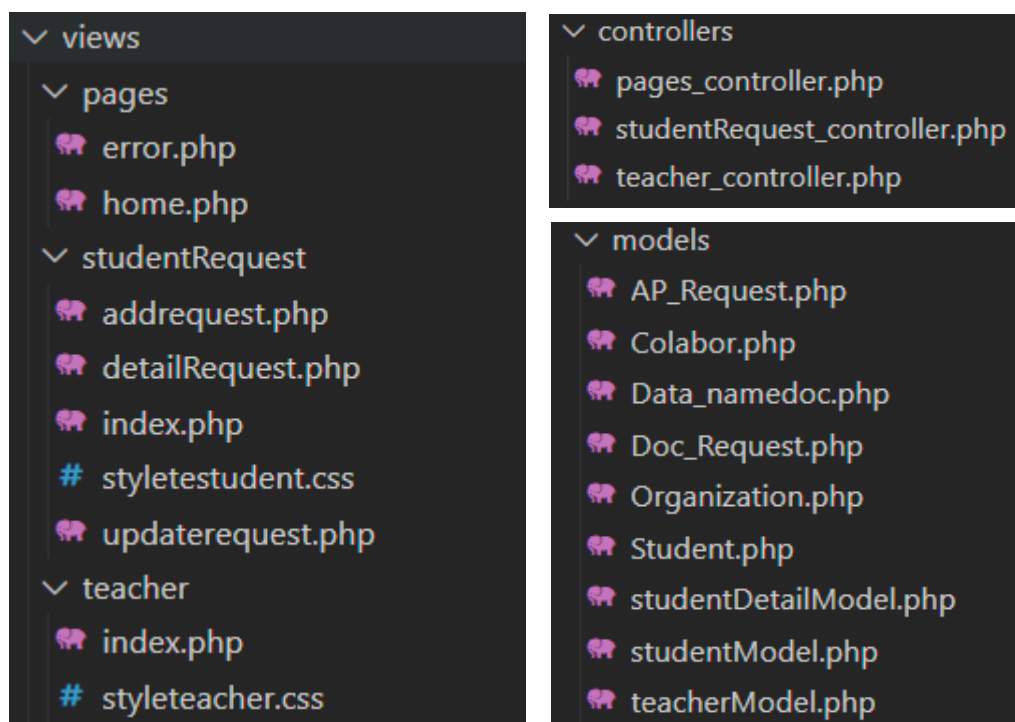 views
pages
error.php
home.php
studentRequest
addrequest.php
detailRequest.php
index.php
# styletestudent.css
updaterequest.php
teacher
index.php
# styleteacher.css
controllers
pages_controller.php
studentRequest_controller.php
teacher_controller.php
models
AP_Request.php
Colabor.php
Data_namedoc.php
Doc_Request.php
Organization.php
Student.php
studentDetailModel.php
studentModel.php
teacherModel.php